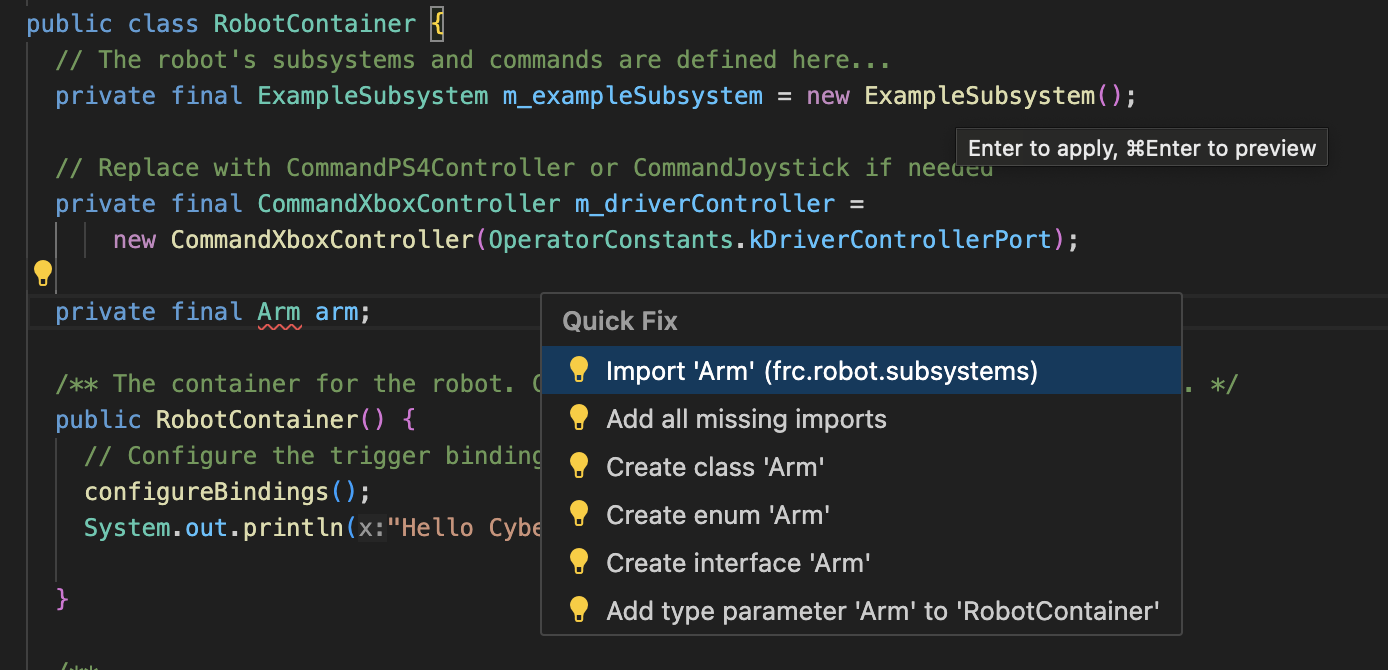 public class RobotContainer {
// The robot's subsystems and commands are defined here...
private final ExampleSubsystem m_exampleSubsystem = new ExampleSubsystem();
Enter to apply, ⌘Enter to preview
// Replace with CommandPS4Controller or CommandJoystick if needed
private final CommandXboxController m_driverController =
new CommandXboxController(OperatorConstants.kDriverControllerPort);
private final Arm arm;
Quick Fix
Import 'Arm' (frc.robot.subsystems)
Add all missing imports
Create class 'Arm'
Create enum 'Arm'
Create interface 'Arm'
Add type parameter 'Arm' to 'RobotContainer'
/** The container for the robot. . */
public RobotContainer() {
// Configure the trigger binding
configureBindings();
System.out.println(x:"Hello Cybe
}
/**